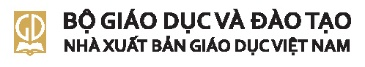 BỘ GIÁO DỤC VÀ ĐÀO TẠO
NHÀ XUẤT BẢN GIÁO DỤC VIỆT NAM